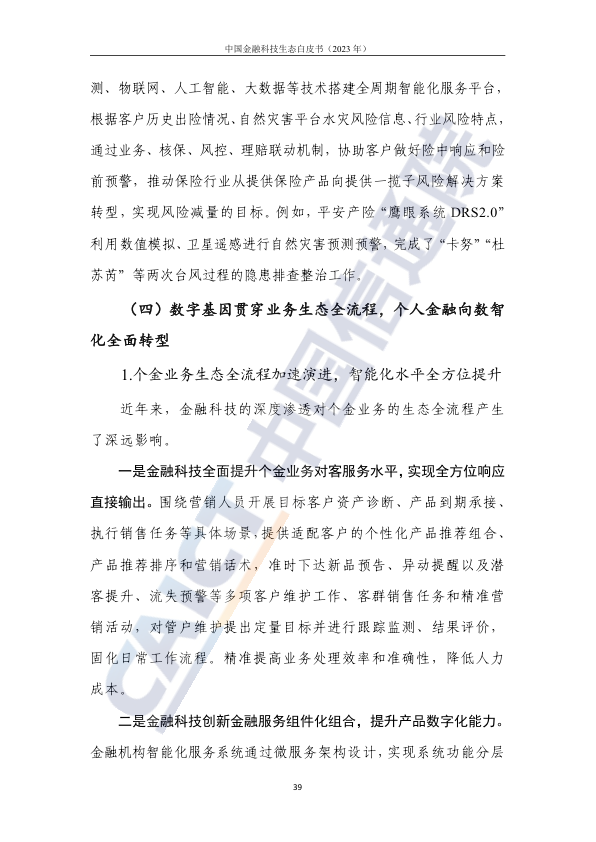 中国金融科技生态白皮书（2023 年）
测、物联网、人工智能、大数据等技术搭建全周期智能化服务平台，
根据客户历史出险情况、自然灾害平台水灾风险信息、行业风险特点，
通过业务、核保、风控、理赔联动机制，协助客户做好险中响应和险
前预警，推动保险行业从提供保险产品向提供一揽子风险解决方案
转型，实现风险减量的目标。例如，平安产险“鹰眼系统 DRS2.0”
利用数值模拟、卫星遥感进行自然灾害预测预警，完成了“卡努”“杜
苏芮”等两次台风过程的隐患排查整治工作。
（四）数字基因贯穿业务生态全流程，个人金融向数智
化全面转型
1.个金业务生态全流程加速演进，智能化水平全方位提升
近年来，金融科技的深度渗透对个金业务的生态全流程产生
了深远影响。
一是金融科技全面提升个金业务对客服务水平，实现全方位响应
直接输出。围绕营销人员开展目标客户资产诊断、产品到期承接、
执行销售任务等具体场景，提供适配客户的个性化产品推荐组合、
产品推荐排序和营销话术，准时下达新品预告、异动提醒以及潜
客提升、流失预警等多项客户维护工作、客群销售任务和精准营
销活动，对管户维护提出定量目标并进行跟踪监测、结果评价，
固化日常工作流程。精准提高业务处理效率和准确性，降低人力
成本。
二是金融科技创新金融服务组件化组合，提升产品数字化能力。
金融机构智能化服务系统通过微服务架构设计，实现系统功能分层
39
CAICT 中国信通院